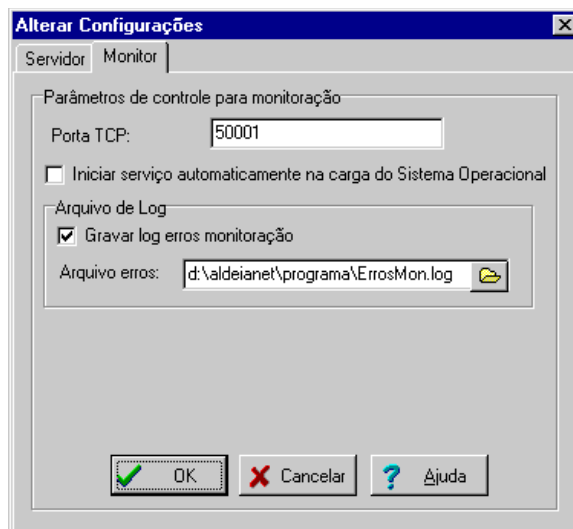 Alterar Configurações
Servidor Monitor
Parâmetros de controle para monitoração
Porta TCP: 50001
Iniciar serviço automaticamente na carga do Sistema Operacional
Arquivo de Log
Gravar log erros monitoração
Arquivo erros: d:\aldeianet\programa\ErrosMon.log
OK Cancelar Ajuda